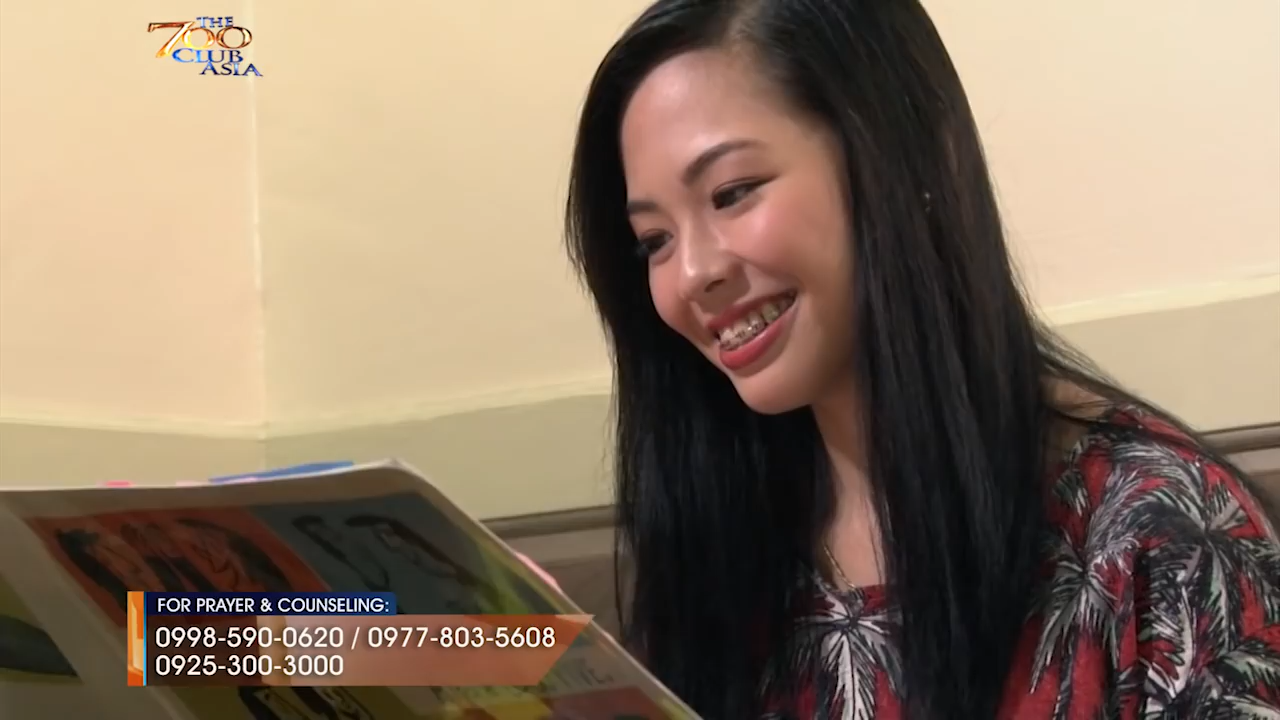 THE
700
CLUB
ASIA
FOR PRAYER & COUNSELING:
0998-590-0620 / 0977-803-5608
0925-300-3000